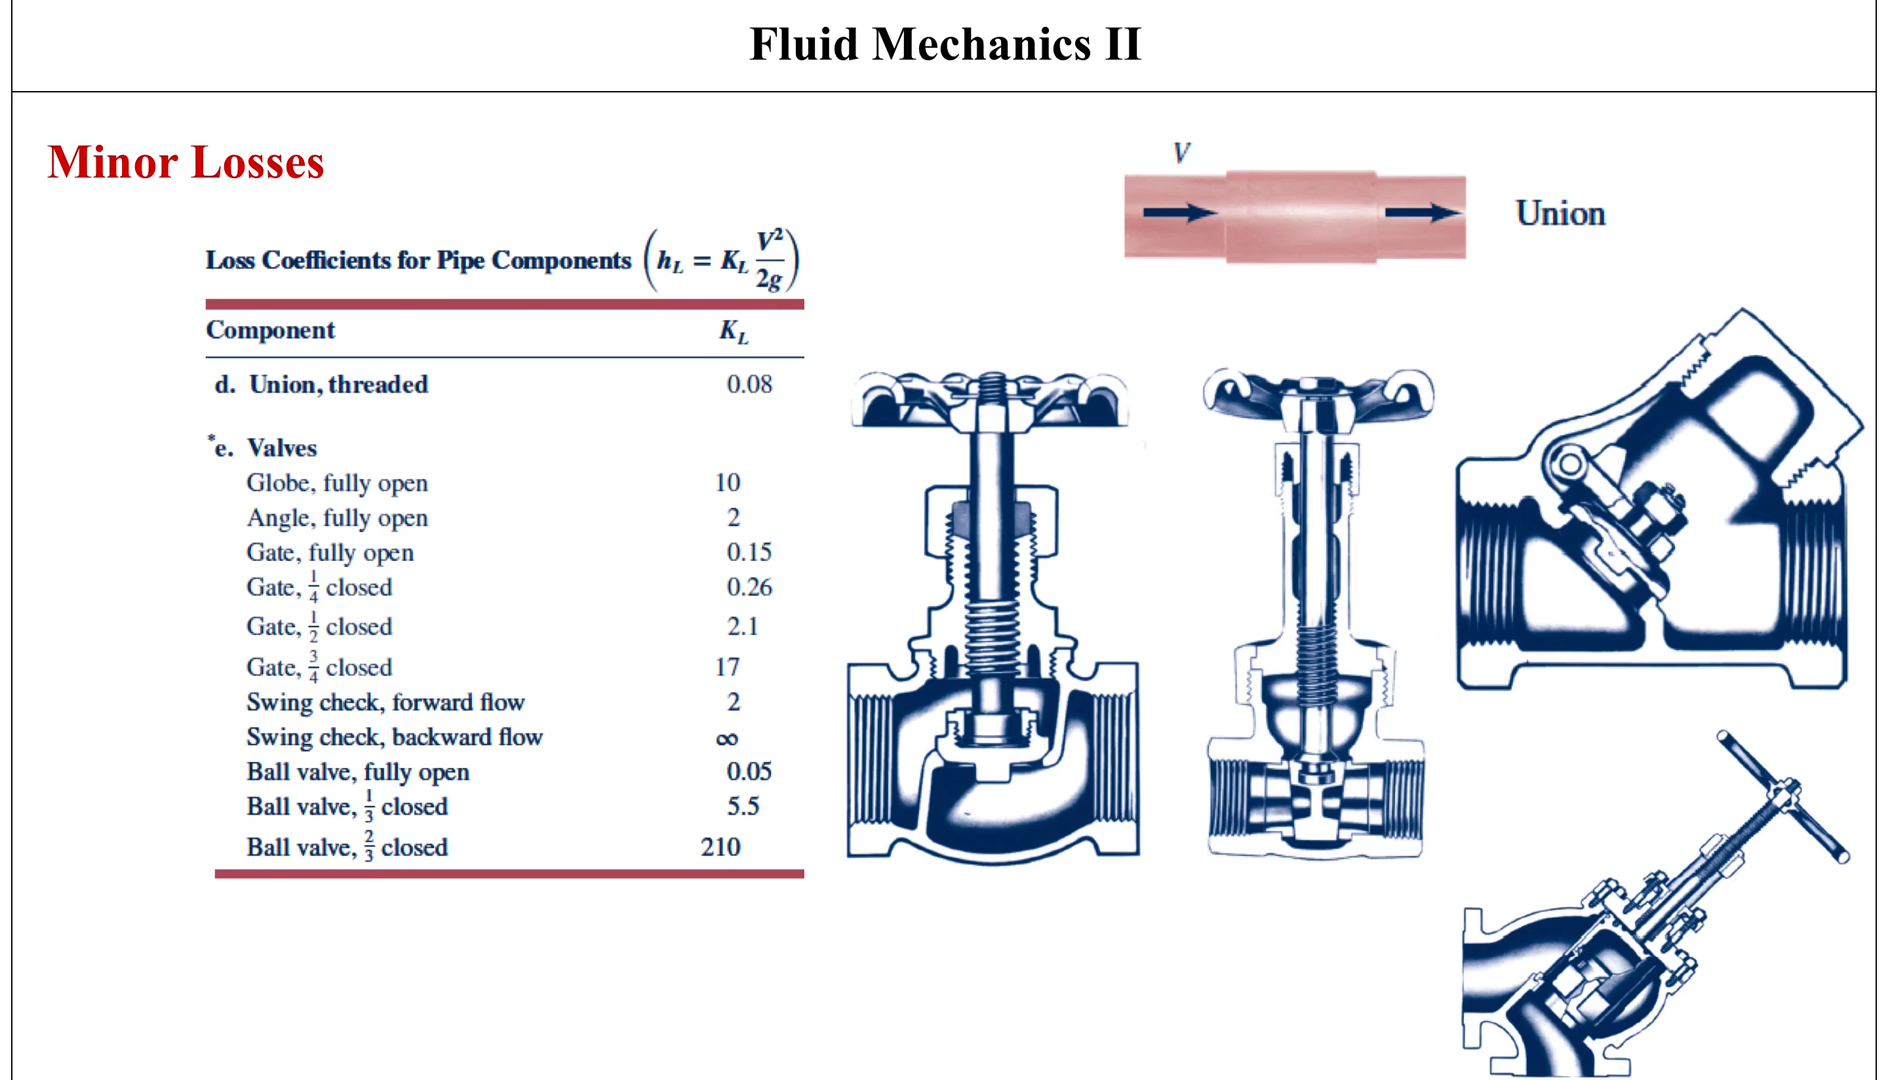 Fluid Mechanics II
Minor Losses
Loss Coefficients for Pipe Components (h_L = K_L V²/2g)
Component K_L
d. Union, threaded 0.08
*e. Valves
Globe, fully open 10
Angle, fully open 2
Gate, fully open 0.15
Gate, 1/4 closed 0.26
Gate, 1/2 closed 2.1
Gate, 3/4 closed 17
Swing check, forward flow 2
Swing check, backward flow ∞
Ball valve, fully open 0.05
Ball valve, 1/3 closed 5.5
Ball valve, 2/3 closed 210
V
Union